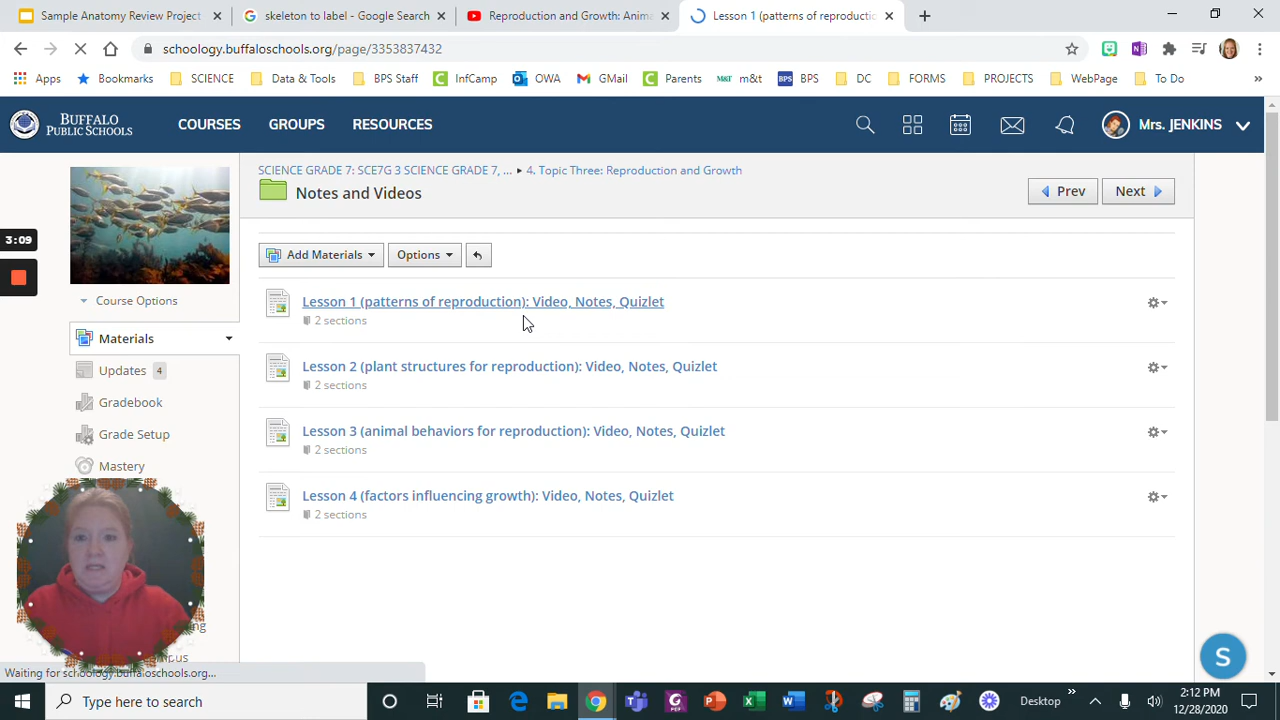 Sample Anatomy Review Project
skeleton to label - Google Search
Reproduction and Growth: Anima
Lesson 1 (patterns of reproductio
schoology.buffaloschools.org/page/3353837432
Apps
Bookmarks
SCIENCE
Data & Tools
BPS Staff
InfCamp
OWA
GMail
Parents
M&T
m&t
BPS
BPS
DC
FORMS
PROJECTS
WebPage
To Do
BUFFALO
PUBLIC SCHOOLS
COURSES
GROUPS
RESOURCES
Mrs. JENKINS
SCIENCE GRADE 7: SCE7G 3 SCIENCE GRADE 7, ... ▸ 4. Topic Three: Reproduction and Growth
Notes and Videos
Prev
Next
3:09
Add Materials
Options
Course Options
Lesson 1 (patterns of reproduction): Video, Notes, Quizlet
2 sections
Materials
Updates 4
Lesson 2 (plant structures for reproduction): Video, Notes, Quizlet
2 sections
Gradebook
Grade Setup
Lesson 3 (animal behaviors for reproduction): Video, Notes, Quizlet
2 sections
Mastery
Lesson 4 (factors influencing growth): Video, Notes, Quizlet
2 sections
S
Waiting for schoology.buffaloschools.org...
Type here to search
Desktop
2:12 PM
12/28/2020